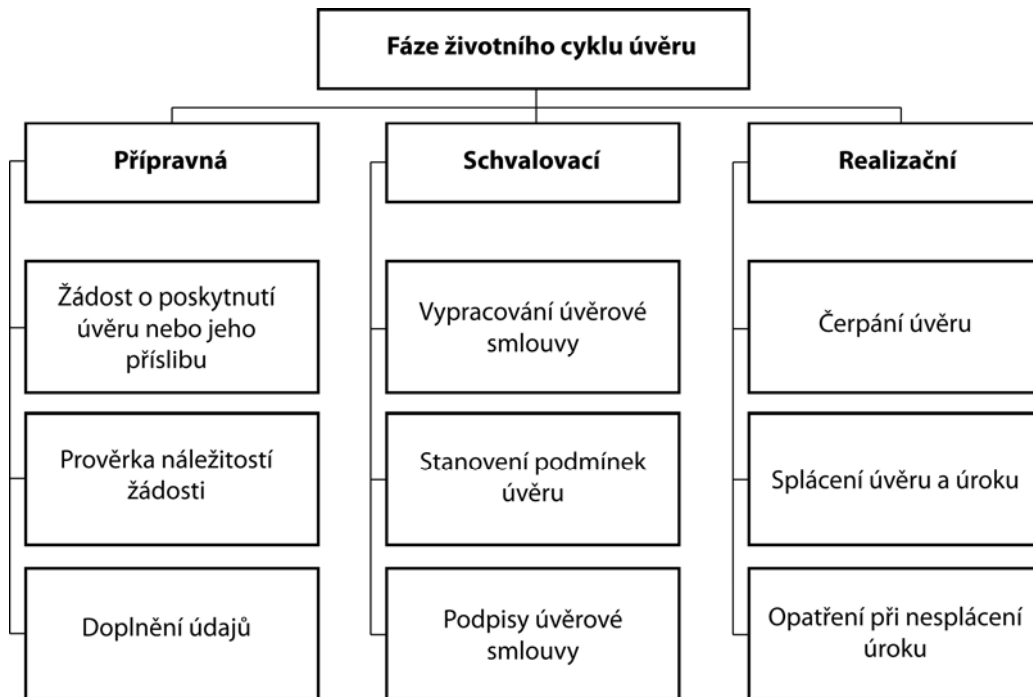 Fáze životního cyklu úvěru
Přípravná
Schvalovací
Realizační
Žádost o poskytnutí
úvěru nebo jeho
příslibu
Vypracování úvěrové
smlouvy
Čerpání úvěru
Prověrka náležitostí
žádosti
Stanovení podmínek
úvěru
Splácení úvěru a úroku
Doplnění údajů
Podpisy úvěrové
smlouvy
Opatření při nesplácení
úroku